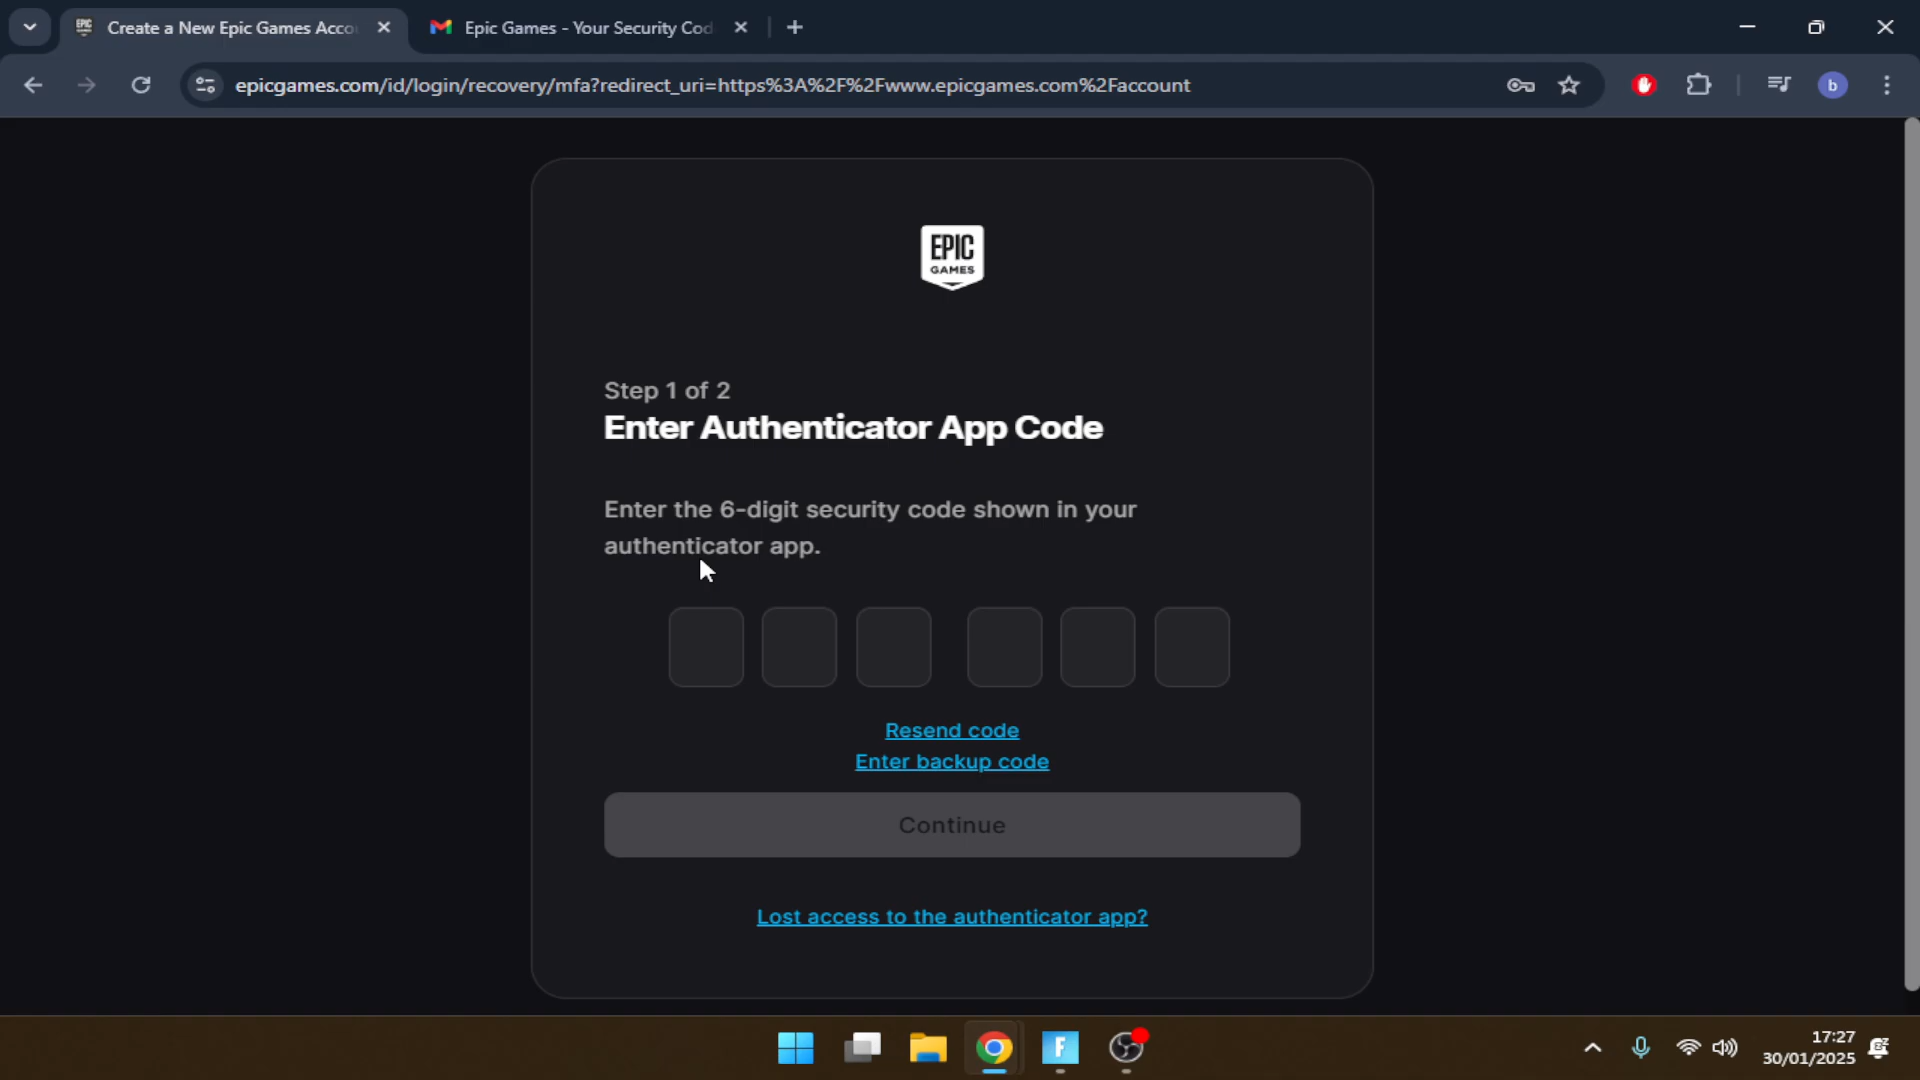 Create a New Epic Games Acco
Epic Games - Your Security Cod
epicgames.com/id/login/recovery/mfa?redirect_uri=https%3A%2F%2Fwww.epicgames.com%2Faccount
b
EPIC
GAMES
Step 1 of 2
Enter Authenticator App Code
Enter the 6-digit security code shown in your
authenticator app.
Resend code
Enter backup code
Continue
Lost access to the authenticator app?
F
17:27
30/01/2025